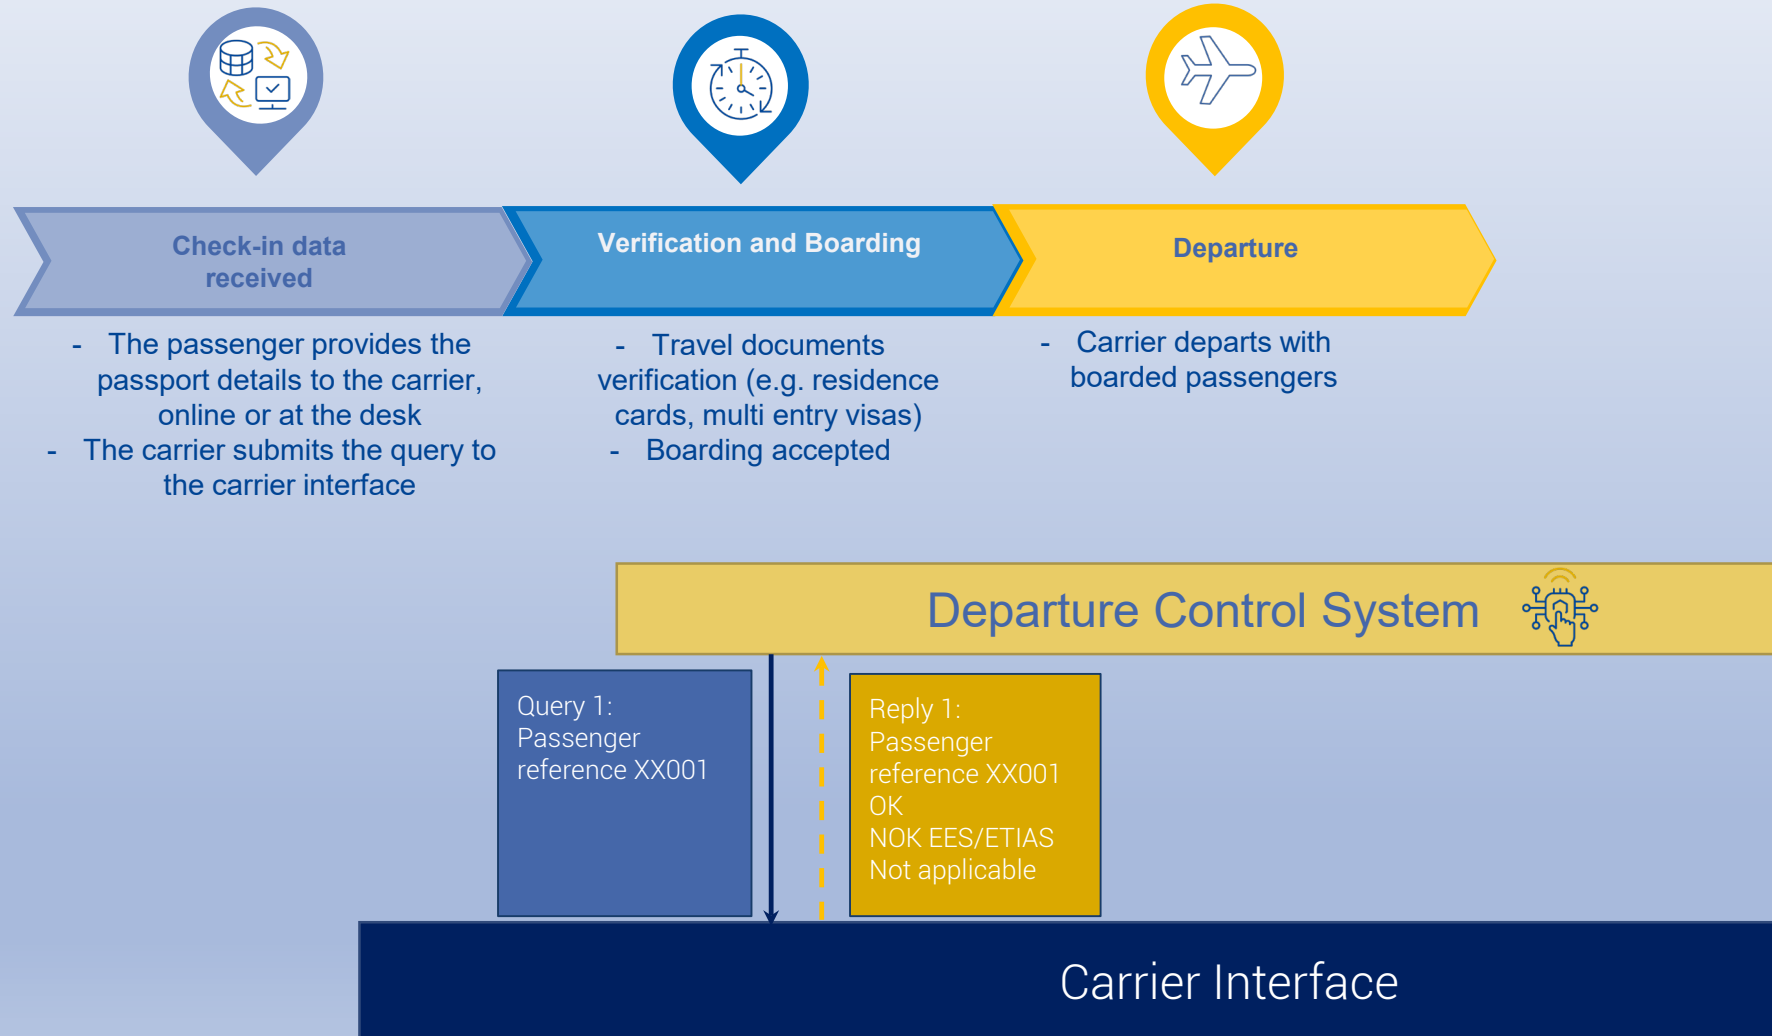 Check-in data
received
Verification and Boarding
Departure
- The passenger provides the
passport details to the carrier,
online or at the desk
- The carrier submits the query to
the carrier interface
- Travel documents
verification (e.g. residence
cards, multi entry visas)
- Boarding accepted
- Carrier departs with
boarded passengers
Departure Control System
Query 1:
Passenger
reference XX001
Reply 1:
Passenger
reference XX001
OK
NOK EES/ETIAS
Not applicable
Carrier Interface